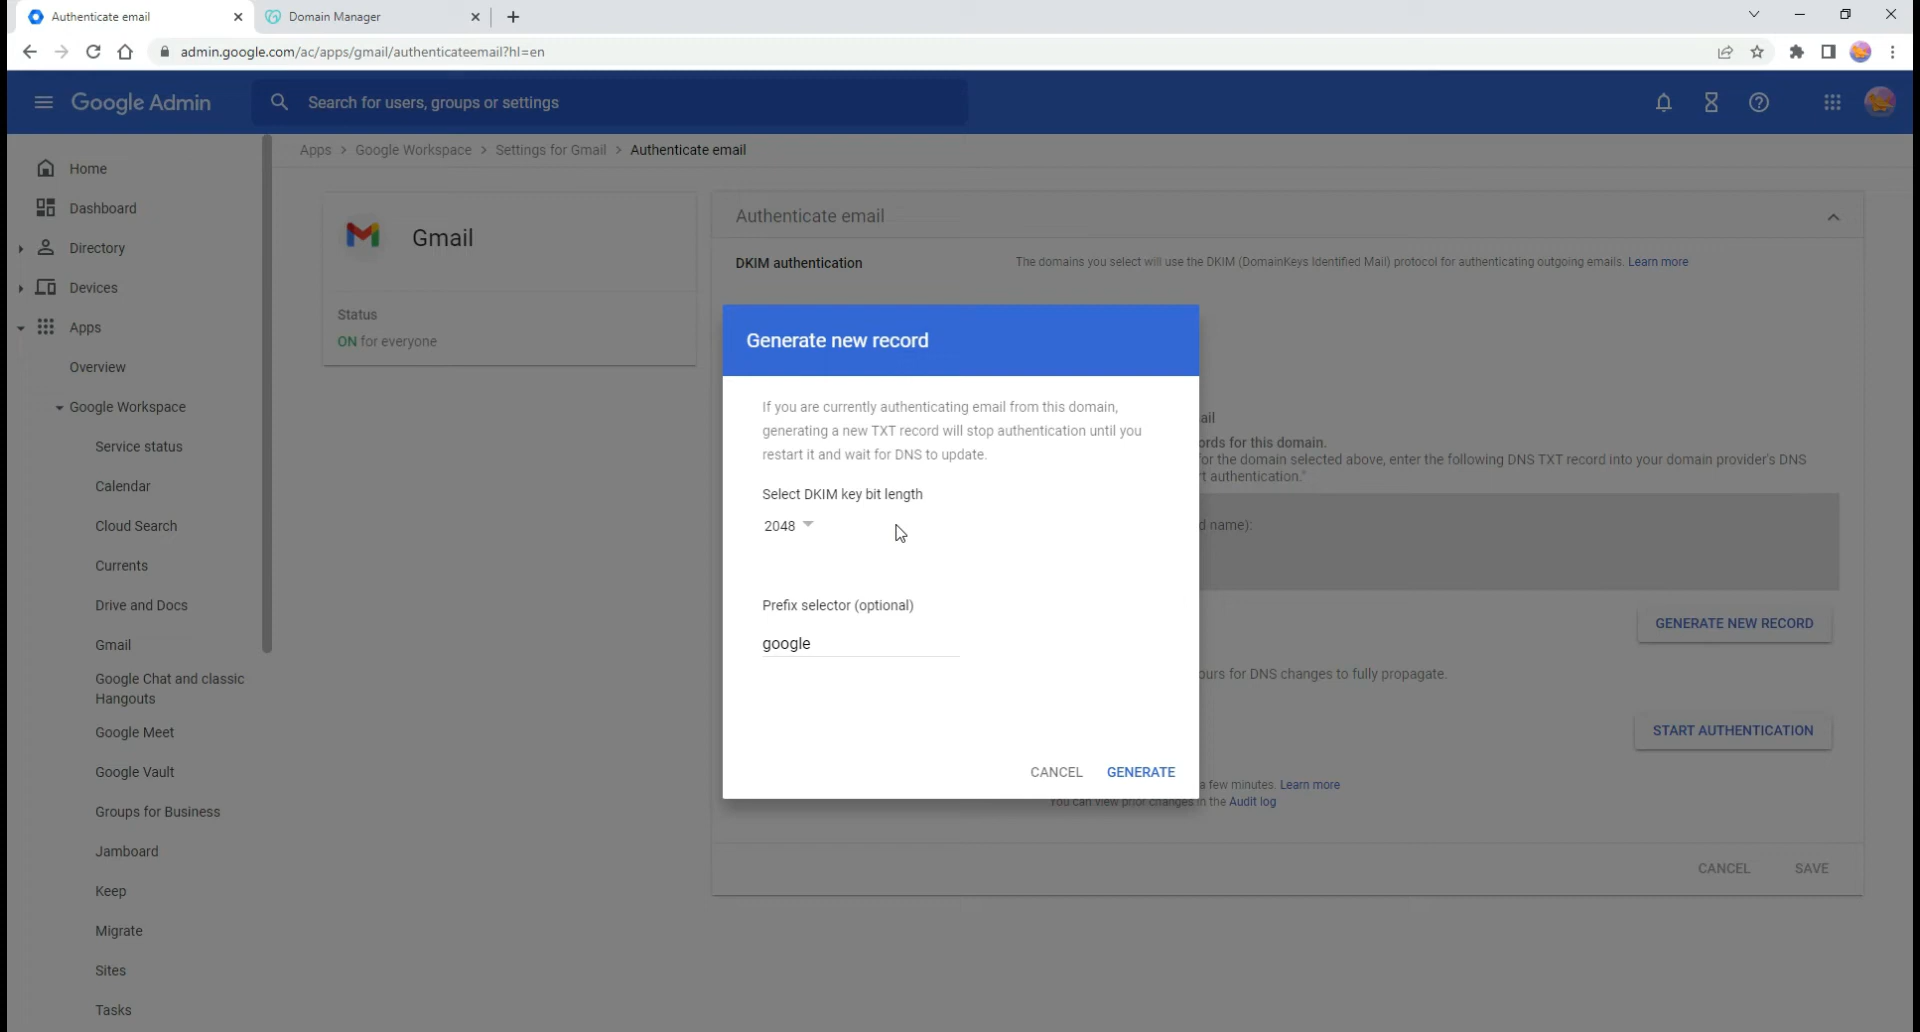 Authenticate email
Domain Manager
admin.google.com/ac/apps/gmail/authenticateemail?hl=en
Google Admin
Search for users, groups or settings
Home
Dashboard
Directory
Devices
Apps
Overview
Google Workspace
Service status
Calendar
Cloud Search
Currents
Drive and Docs
Gmail
Google Chat and classic
Hangouts
Google Meet
Google Vault
Groups for Business
Jamboard
Keep
Migrate
Sites
Tasks
Apps > Google Workspace > Settings for Gmail > Authenticate email
Gmail
Status
ON for everyone
Authenticate email
DKIM authentication
The domains you select will use the DKIM (DomainKeys Identified Mail) protocol for authenticating outgoing emails. Learn more
Generate new record
If you are currently authenticating email from this domain,
generating a new TXT record will stop authentication until you
restart it and wait for DNS to update.
Select DKIM key bit length
2048
Prefix selector (optional)
google
CANCEL GENERATE
ail
ords for this domain.
for the domain selected above, enter the following DNS TXT record into your domain provider's DNS
t authentication."
d name):
GENERATE NEW RECORD
ours for DNS changes to fully propagate.
START AUTHENTICATION
a few minutes. Learn more
You can view prior changes in the Audit log
CANCEL SAVE